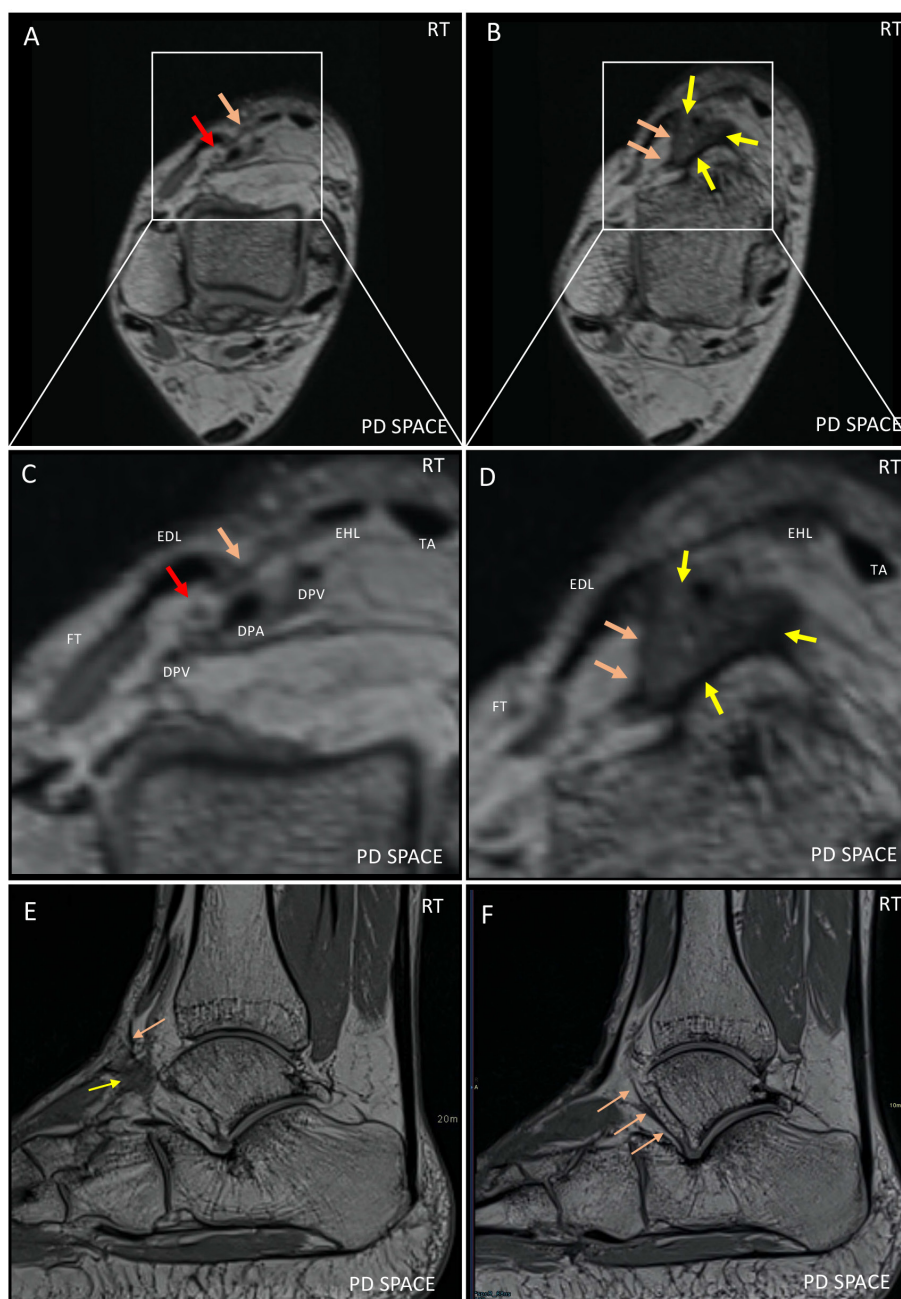 A
RT
PD SPACE
B
RT
PD SPACE
C
RT
EDL
EHL
TA
DPV
FT
DPA
DPV
PD SPACE
D
RT
EHL
EDL
TA
FT
PD SPACE
E
RT
20m
PD SPACE
F
RT
A
10m
PD SPACE